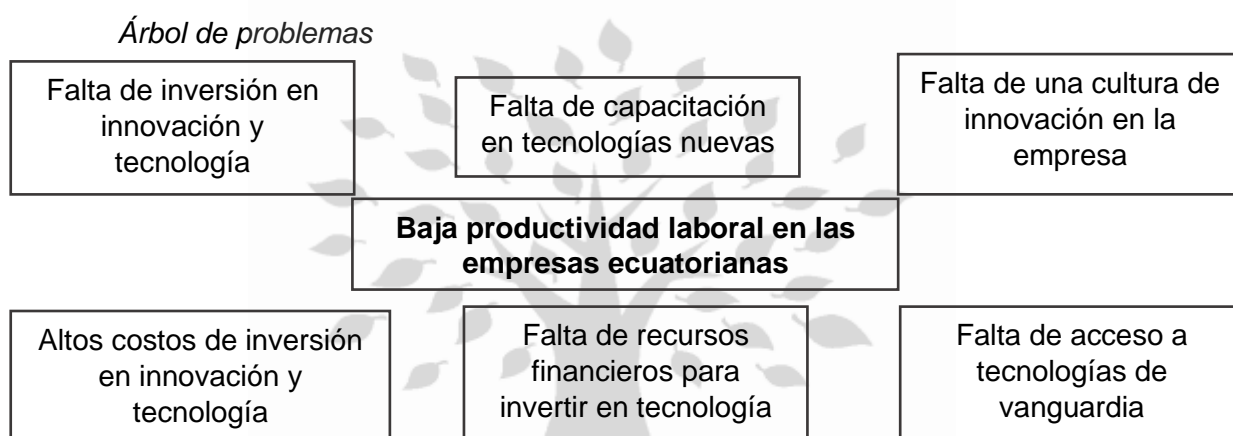 Árbol de problemas
Falta de inversión en
innovación y
tecnología
Falta de capacitación
en tecnologías nuevas
Falta de una cultura de
innovación en la
empresa
Baja productividad laboral en las
empresas ecuatorianas
Altos costos de inversión
en innovación y
tecnología
Falta de recursos
financieros para
invertir en tecnología
Falta de acceso a
tecnologías de
vanguardia